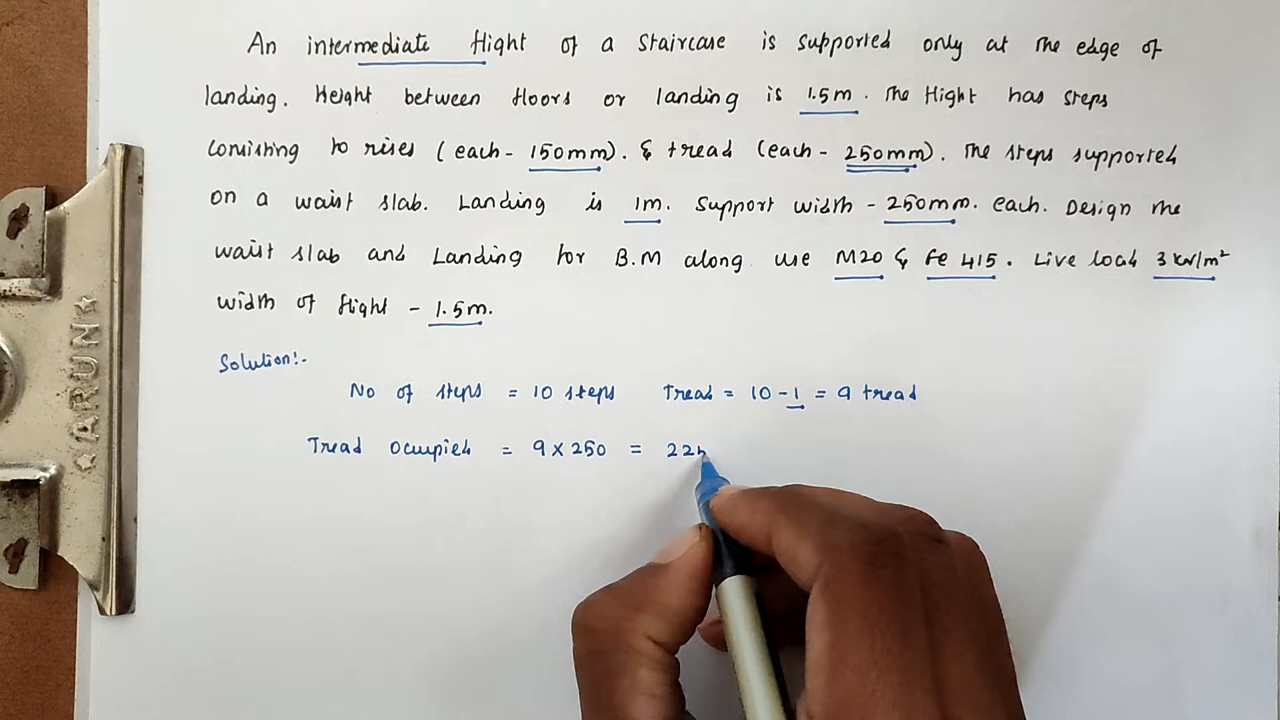 An intermediate flight of a staircase is supported only at the edge of
landing. Height between floors or landing is 1.5m. The flight has steps
consisting 10 rises (each - 150mm). & tread (each - 250mm). The steps supported
on a waist slab. Landing is 1m. Support width - 250mm. each. Design the
waist slab and Landing for B.M along. use M20 & Fe 415. Live load 3 kN/m²
width of flight - 1.5m.
Solution:-
No of steps = 10 steps Tread = 10 - 1 = 9 tread
Tread ocupied = 9 x 250 = 225
ARUN